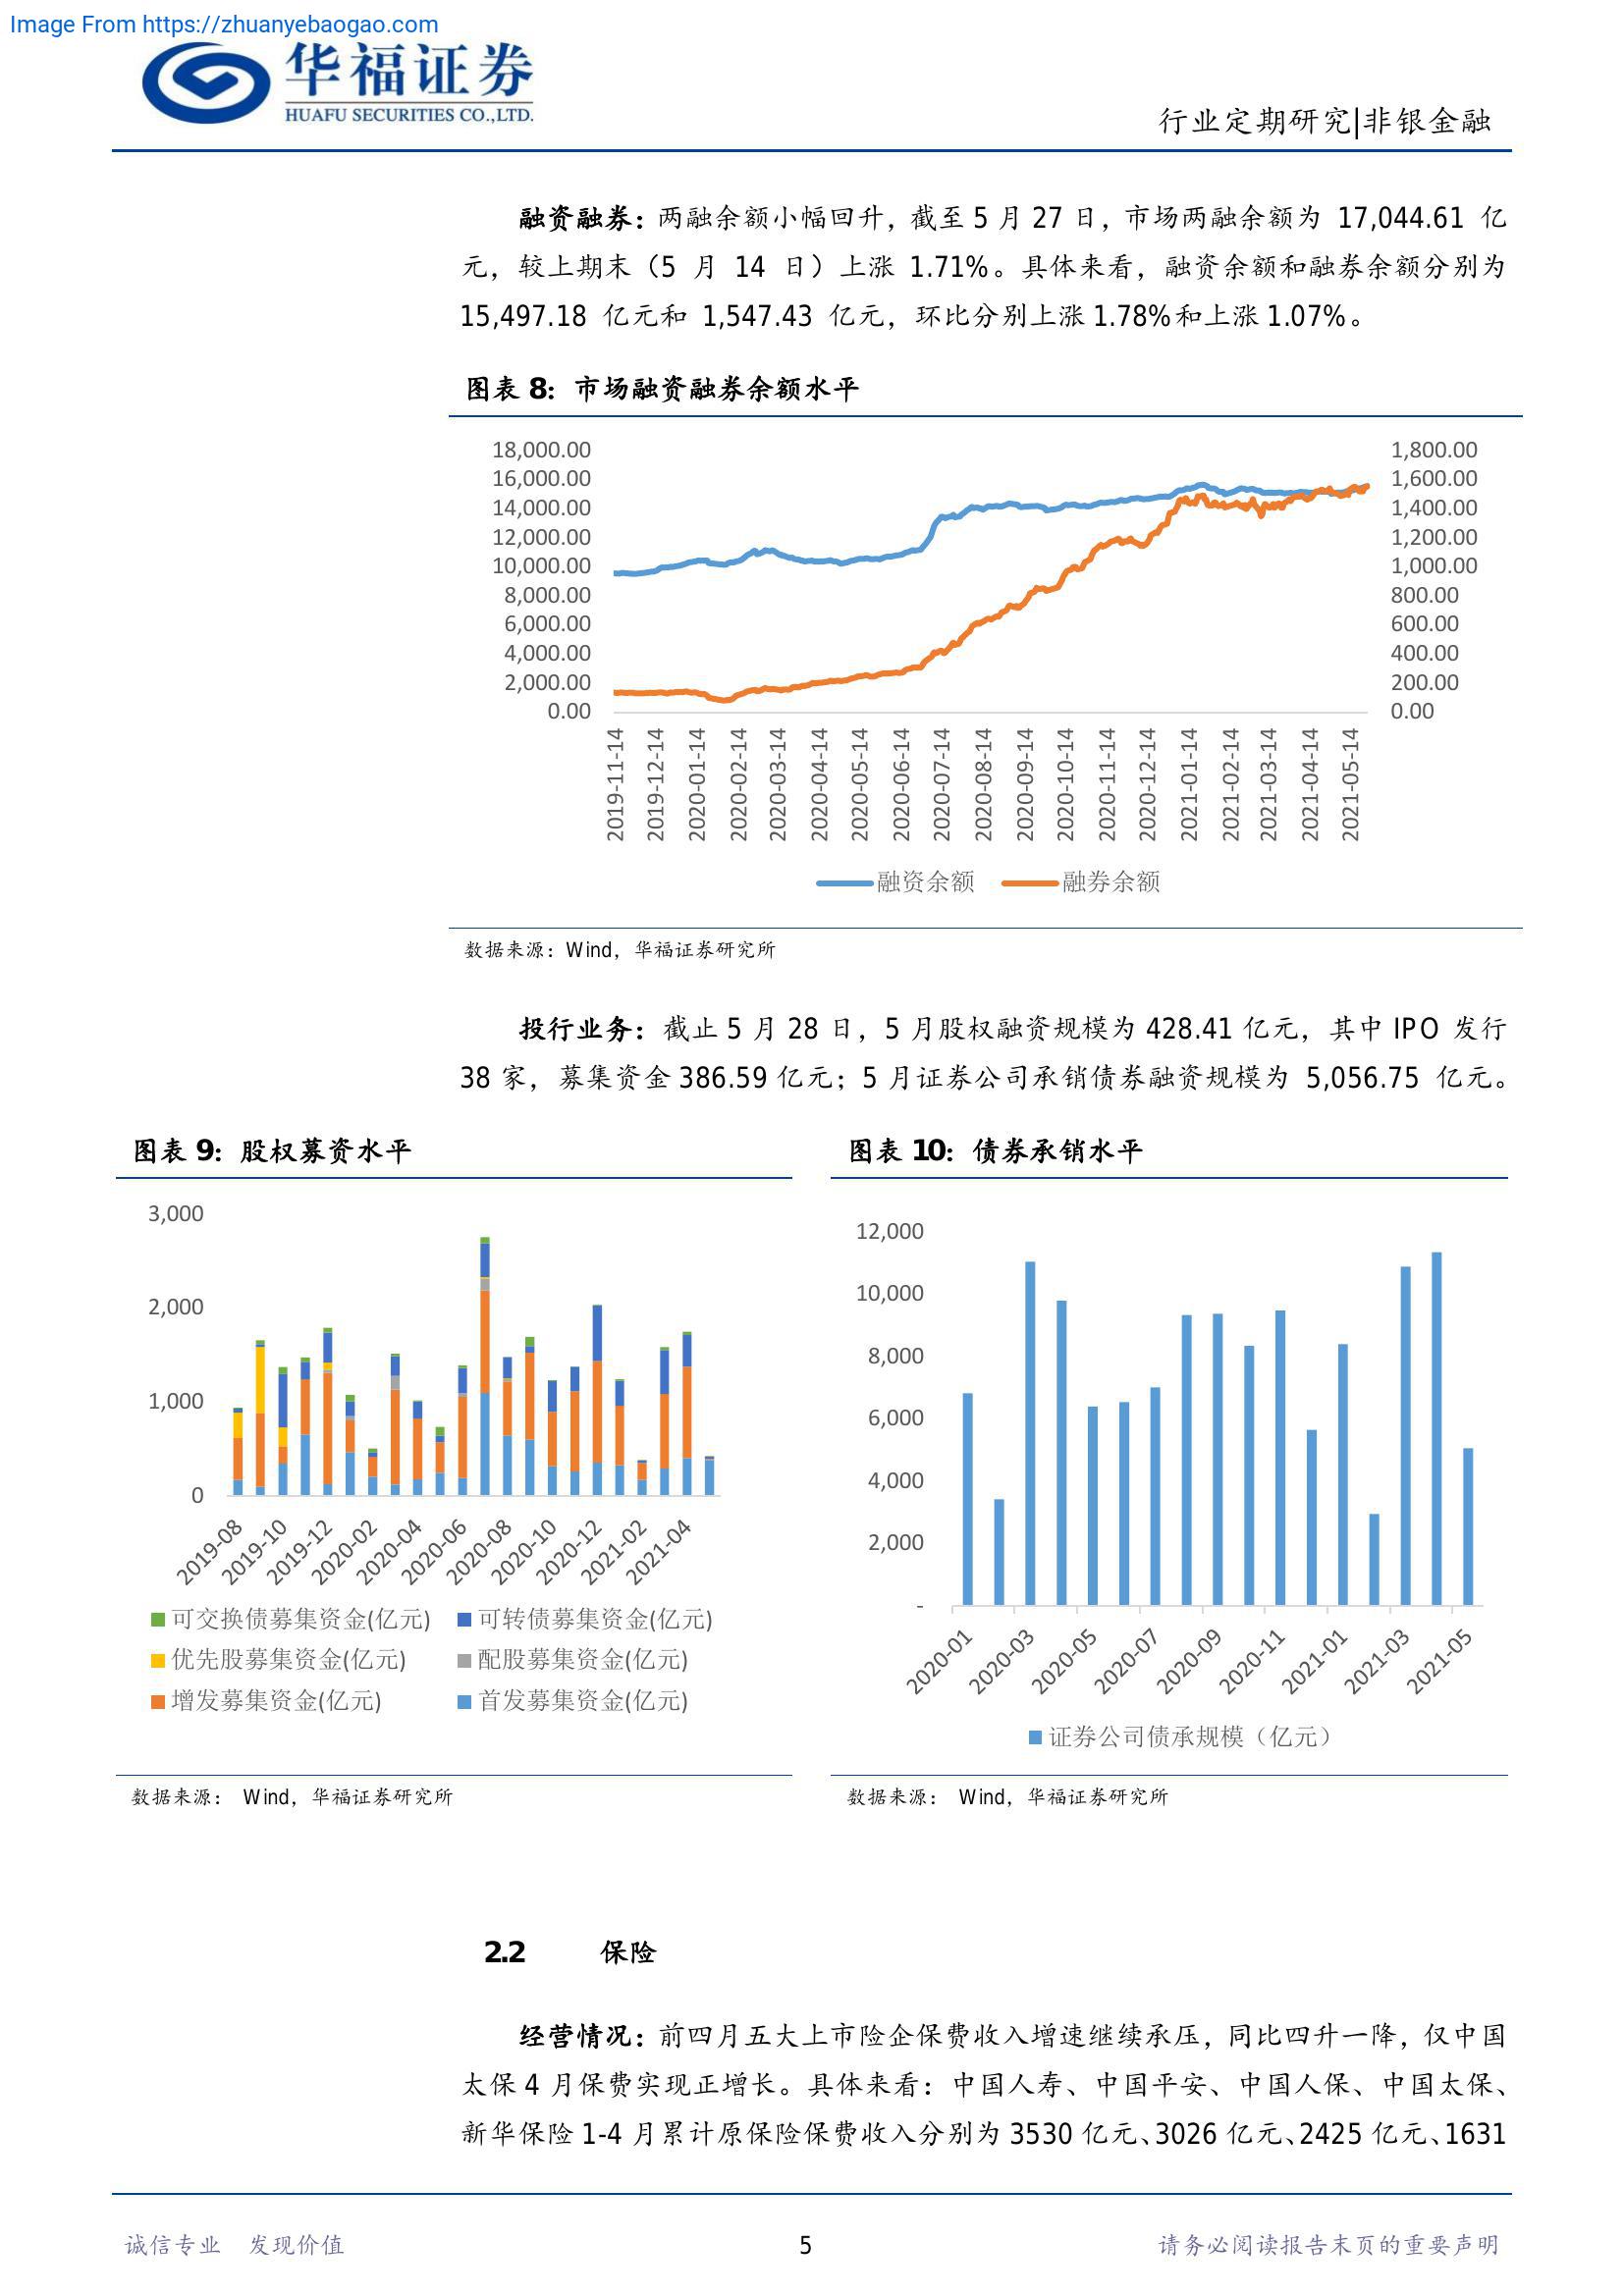 Image From https://zhuanyebaogao.com
华福证券
HUAFU SECURITIES CO.,LTD.
行业定期研究|非银金融
融资融券：两融余额小幅回升，截至 5 月 27 日，市场两融余额为 17,044.61 亿
元，较上期末（5 月 14 日）上涨 1.71%。具体来看，融资余额和融券余额分别为
15,497.18 亿元和 1,547.43 亿元，环比分别上涨 1.78%和上涨 1.07%。
图表 8：市场融资融券余额水平
18,000.00
16,000.00
14,000.00
12,000.00
10,000.00
8,000.00
6,000.00
4,000.00
2,000.00
0.00
1,800.00
1,600.00
1,400.00
1,200.00
1,000.00
800.00
600.00
400.00
200.00
0.00
2019-11-14
2019-12-14
2020-01-14
2020-02-14
2020-03-14
2020-04-14
2020-05-14
2020-06-14
2020-07-14
2020-08-14
2020-09-14
2020-10-14
2020-11-14
2020-12-14
2021-01-14
2021-02-14
2021-03-14
2021-04-14
2021-05-14
融资余额 融券余额
数据来源：Wind，华福证券研究所
投行业务：截止 5 月 28 日，5 月股权融资规模为 428.41 亿元，其中 IPO 发行
38 家，募集资金 386.59 亿元；5 月证券公司承销债券融资规模为 5,056.75 亿元。
图表 9：股权募资水平
3,000
2,000
1,000
0
2019-08
2019-10
2019-12
2020-02
2020-04
2020-06
2020-08
2020-10
2020-12
2021-02
2021-04
可交换债募集资金(亿元) 可转债募集资金(亿元)
优先股募集资金(亿元) 配股募集资金(亿元)
增发募集资金(亿元) 首发募集资金(亿元)
数据来源： Wind，华福证券研究所
图表 10：债券承销水平
12,000
10,000
8,000
6,000
4,000
2,000
-
2020-01
2020-03
2020-05
2020-07
2020-09
2020-11
2021-01
2021-03
2021-05
证券公司债承规模（亿元）
数据来源： Wind，华福证券研究所
2.2 保险
经营情况：前四月五大上市险企保费收入增速继续承压，同比四升一降，仅中国
太保 4 月保费实现正增长。具体来看：中国人寿、中国平安、中国人保、中国太保、
新华保险 1-4 月累计原保险保费收入分别为 3530 亿元、3026 亿元、2425 亿元、1631
诚信专业 发现价值
5
请务必阅读报告末页的重要声明